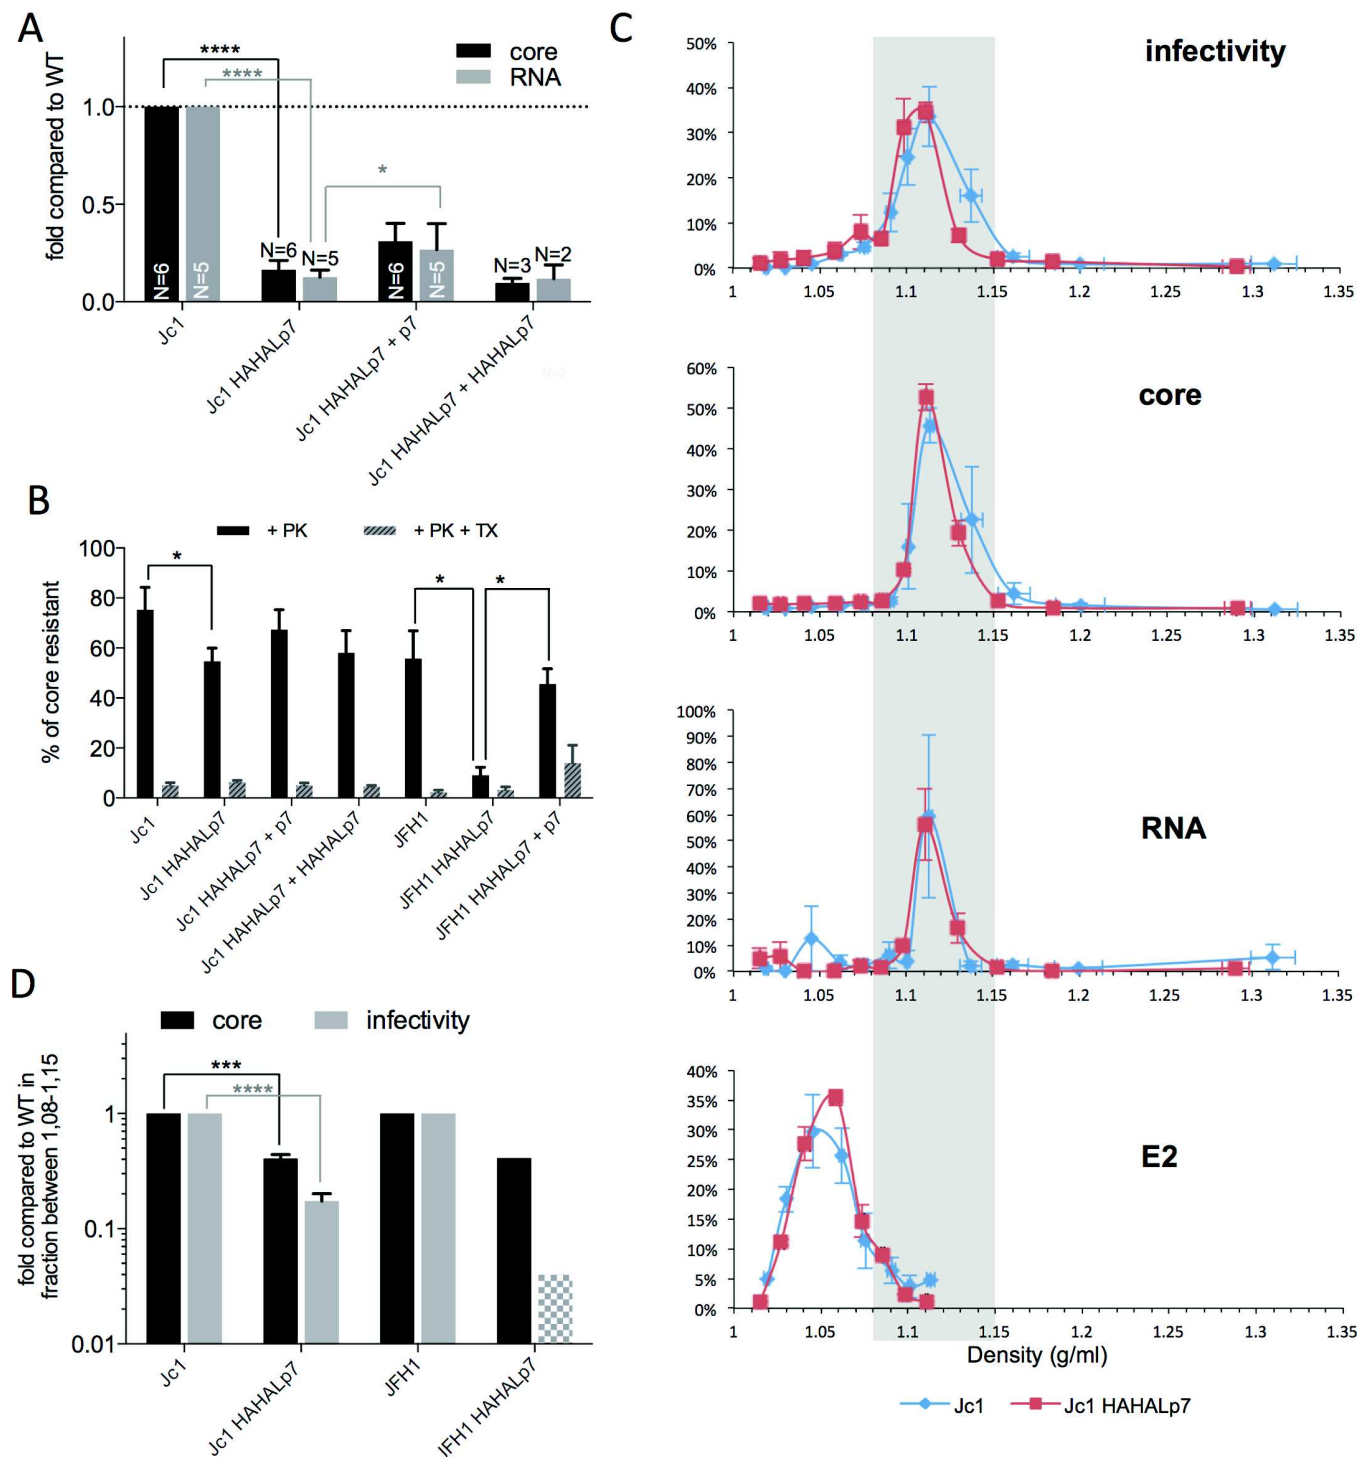 A
fold compared to WT
core
RNA
****
****
*
1.0
0.5
0.0
N=6
N=5
N=6
N=5
N=6
N=5
N=3
N=2
Jc1
Jc1 HAHALp7
Jc1 HAHALp7 + p7
Jc1 HAHALp7 + HAHALp7
B
+ PK
+ PK + TX
% of core resistant
100
80
60
40
20
0
*
*
*
Jc1
Jc1 HAHALp7
Jc1 HAHALp7 + p7
Jc1 HAHALp7 + HAHALp7
JFH1
JFH1 HAHALp7
JFH1 HAHALp7 + p7
D
core
infectivity
fold compared to WT in
fraction between 1,08-1,15
***
****
1
0.1
0.01
Jc1
Jc1 HAHALp7
JFH1
JFH1 HAHALp7
C
infectivity
50%
40%
30%
20%
10%
0%
1 1.05 1.1 1.15 1.2 1.25 1.3 1.35
core
60%
50%
40%
30%
20%
10%
0%
1 1.05 1.1 1.15 1.2 1.25 1.3 1.35
RNA
100%
90%
80%
70%
60%
50%
40%
30%
20%
10%
0%
1 1.05 1.1 1.15 1.2 1.25 1.3 1.35
E2
40%
35%
30%
25%
20%
15%
10%
5%
0%
1 1.05 1.1 1.15 1.2 1.25 1.3 1.35
Density (g/ml)
Jc1
Jc1 HAHALp7